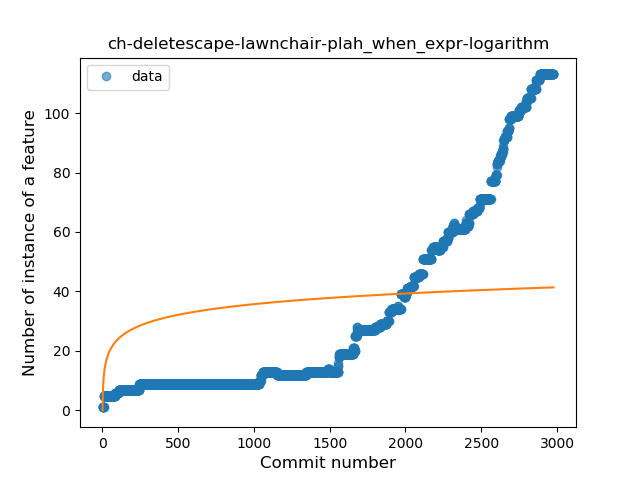 ch-deletescape-lawnchair-plah_when_expr-logarithm
data
Number of instance of a feature
100
80
60
40
20
0
0 500 1000 1500 2000 2500 3000
Commit number